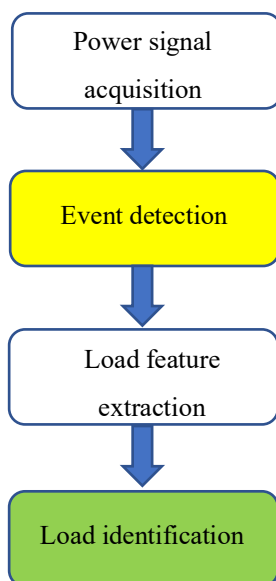 Power signal
acquisition
Event detection
Load feature
extraction
Load identification